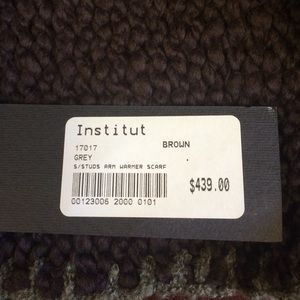 Institut
17017 BROWN
GREY
S/STUDS ARM WARMER SCARF
$439.00
00123006 2000 0101